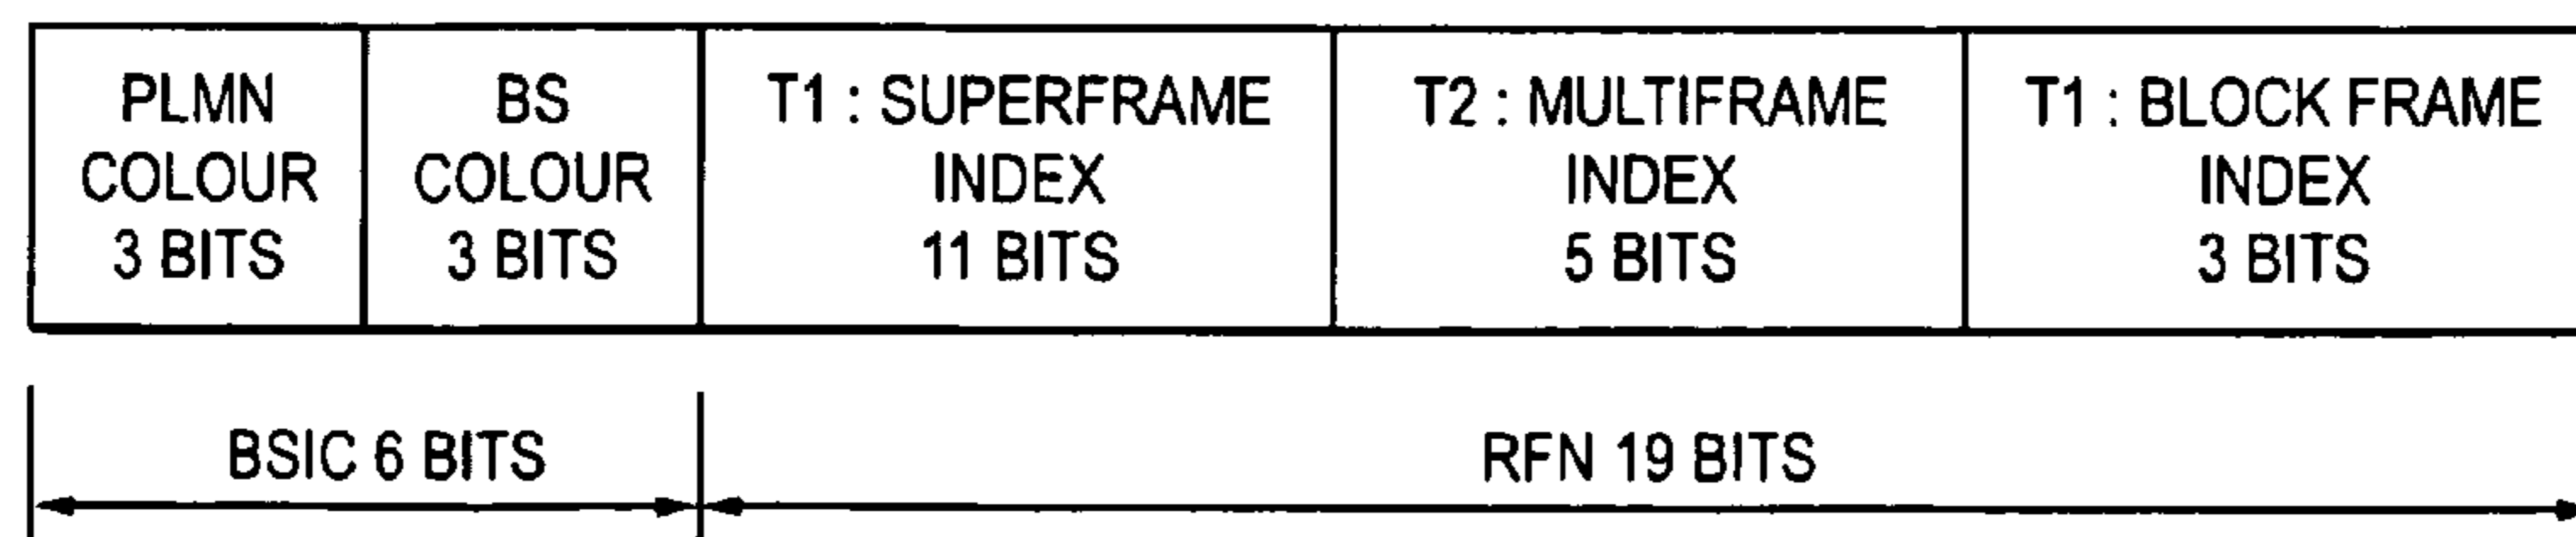 PLMN
COLOUR
3 BITS
BS
COLOUR
3 BITS
T1 : SUPERFRAME
INDEX
11 BITS
T2 : MULTIFRAME
INDEX
5 BITS
T1 : BLOCK FRAME
INDEX
3 BITS
BSIC 6 BITS
RFN 19 BITS